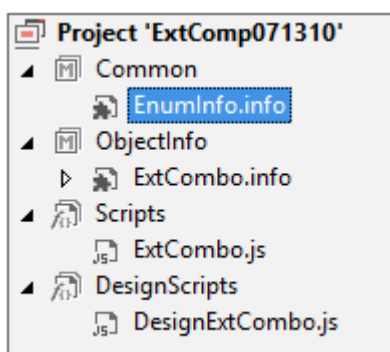 Project 'ExtComp071310'
Common
EnumInfo.info
ObjectInfo
ExtCombo.info
Scripts
ExtCombo.js
DesignScripts
DesignExtCombo.js